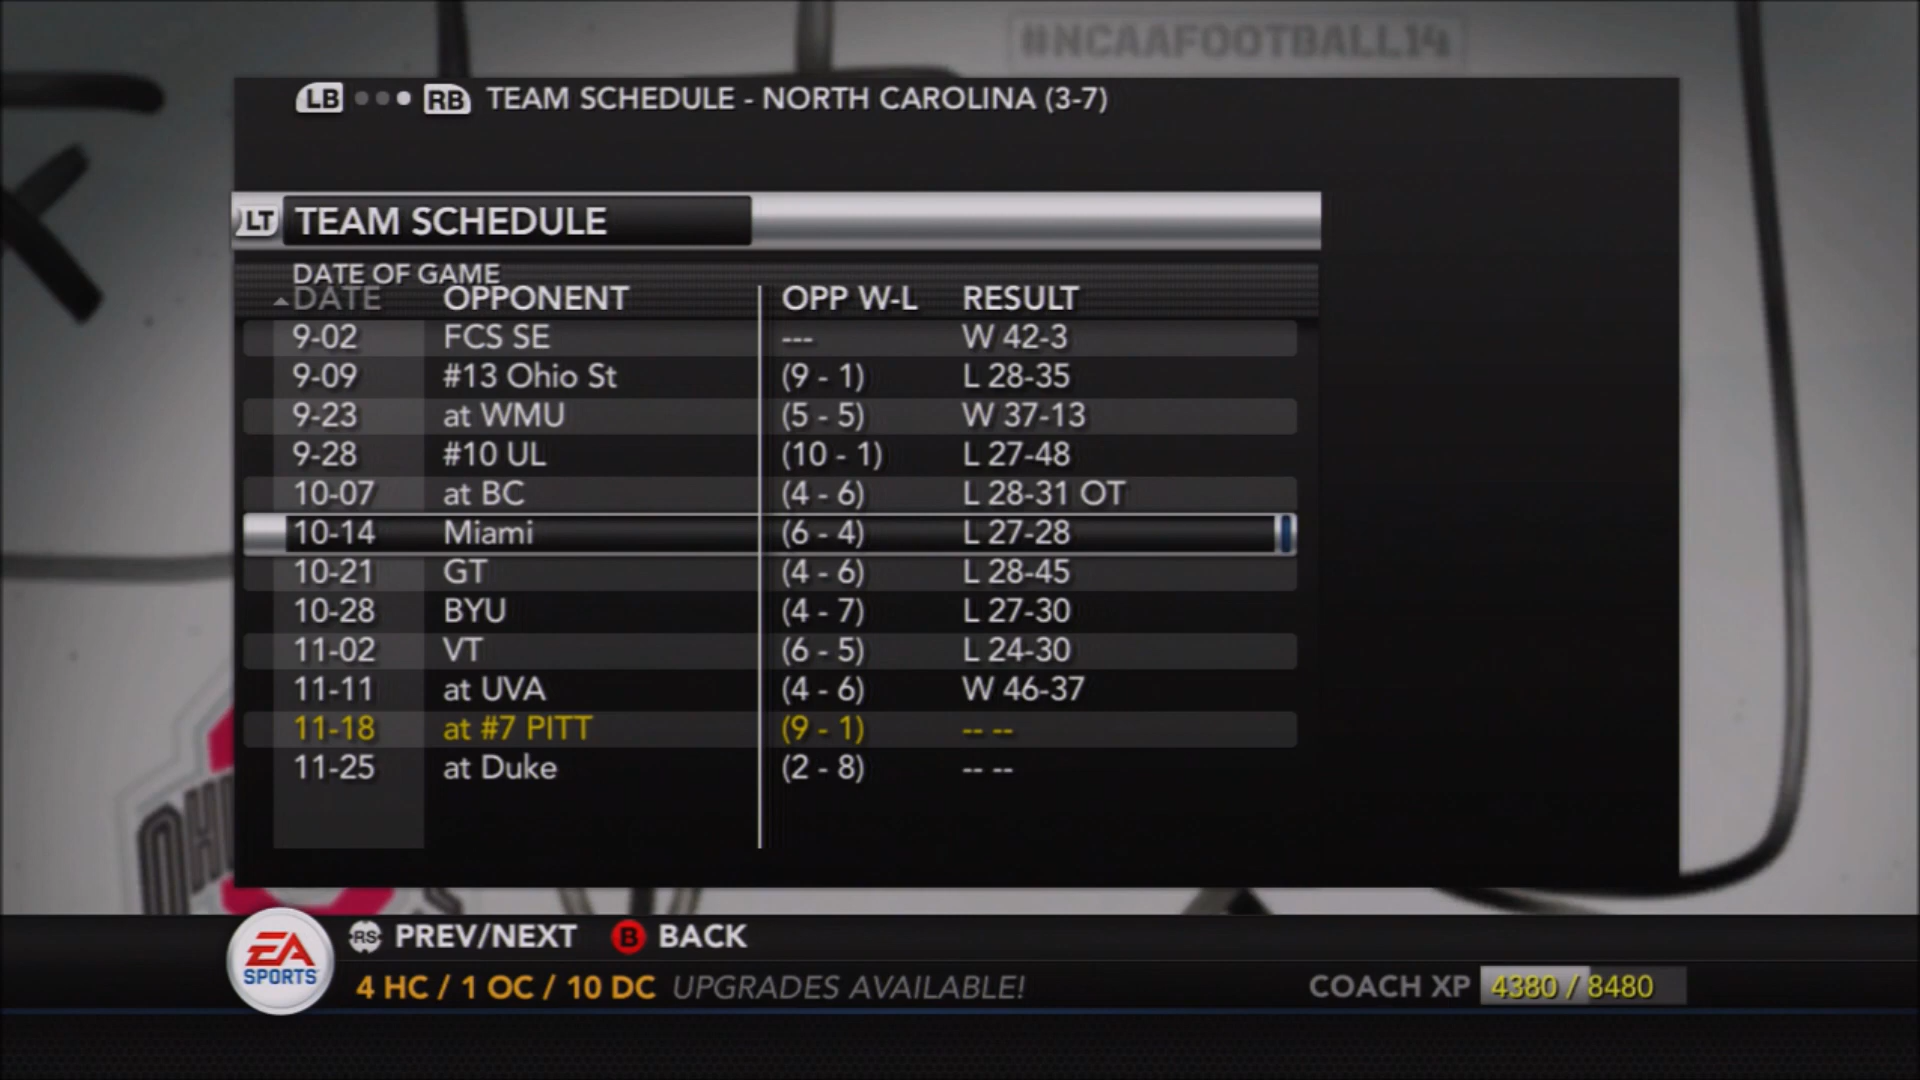 #NCAAFOOTBALL14
LB RB TEAM SCHEDULE - NORTH CAROLINA (3-7)
LT TEAM SCHEDULE
DATE OF GAME
DATE OPPONENT OPP W-L RESULT
9-02 FCS SE --- W 42-3
9-09 #13 Ohio St (9 - 1) L 28-35
9-23 at WMU (5 - 5) W 37-13
9-28 #10 UL (10 - 1) L 27-48
10-07 at BC (4 - 6) L 28-31 OT
10-14 Miami (6 - 4) L 27-28
10-21 GT (4 - 6) L 28-45
10-28 BYU (4 - 7) L 27-30
11-02 VT (6 - 5) L 24-30
11-11 at UVA (4 - 6) W 46-37
11-18 at #7 PITT (9 - 1) -- --
11-25 at Duke (2 - 8) -- --
RS PREV/NEXT B BACK
EA SPORTS
4 HC / 1 OC / 10 DC UPGRADES AVAILABLE! COACH XP 4380 / 8480